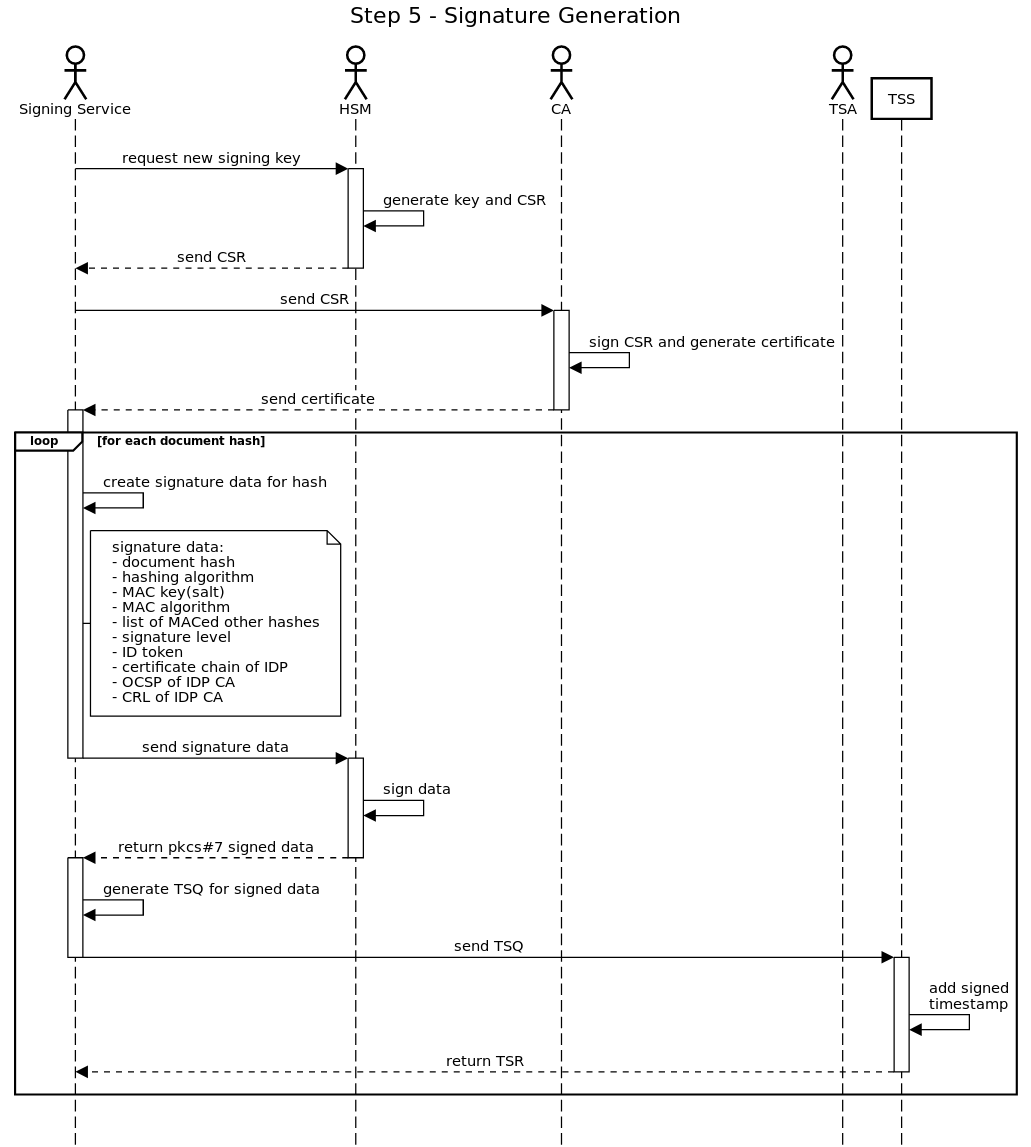 Step 5 - Signature Generation
Signing Service
HSM
CA
TSA
TSS
request new signing key
generate key and CSR
send CSR
send CSR
sign CSR and generate certificate
send certificate
loop
[for each document hash]
create signature data for hash
signature data:
- document hash
- hashing algorithm
- MAC key(salt)
- MAC algorithm
- list of MACed other hashes
- signature level
- ID token
- certificate chain of IDP
- OCSP of IDP CA
- CRL of IDP CA
send signature data
sign data
return pkcs#7 signed data
generate TSQ for signed data
send TSQ
add signed
timestamp
return TSR